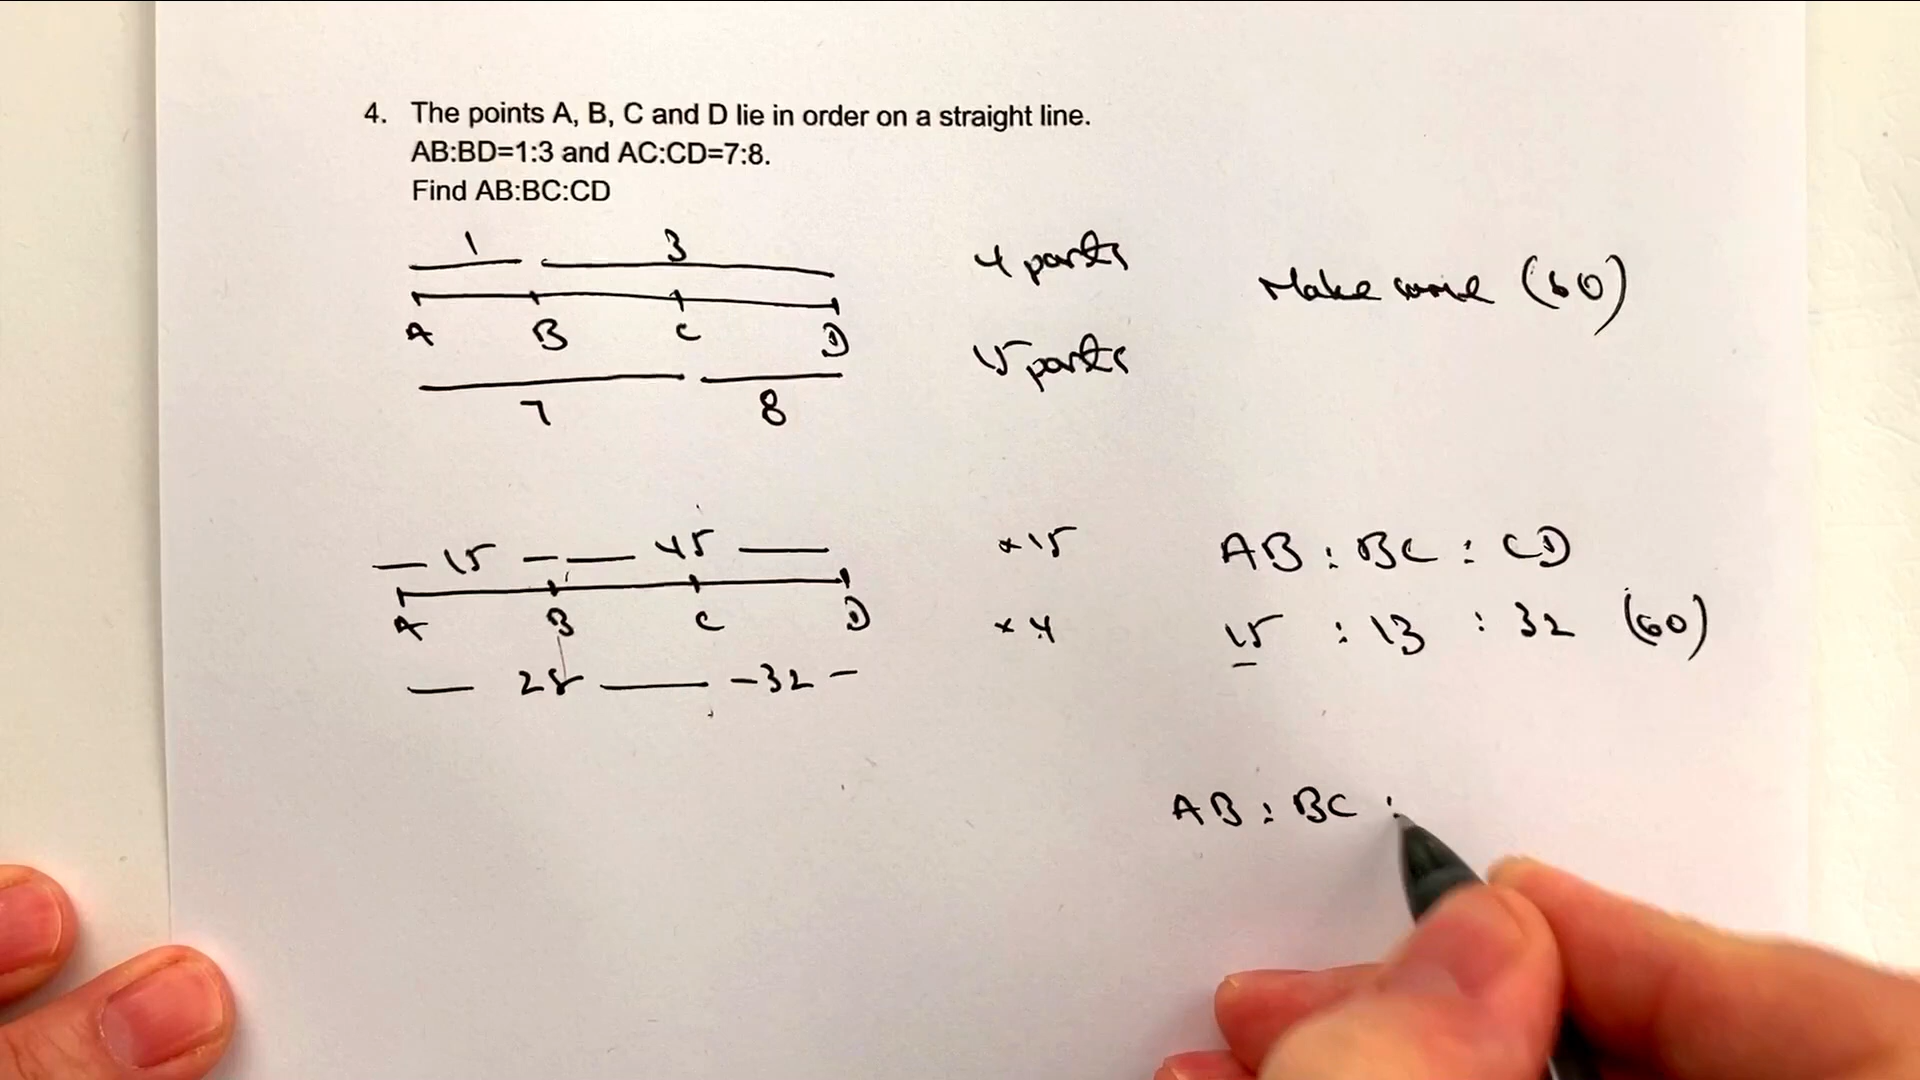 4. The points A, B, C and D lie in order on a straight line.
AB:BD=1:3 and AC:CD=7:8.
Find AB:BC:CD
1 3
A B C D
7 8
4 parts
15 parts
Make same (60)
15 45
A B C D
28 32
×15
×4
AB : BC : CD
15 : 13 : 32 (60)
AB : BC :